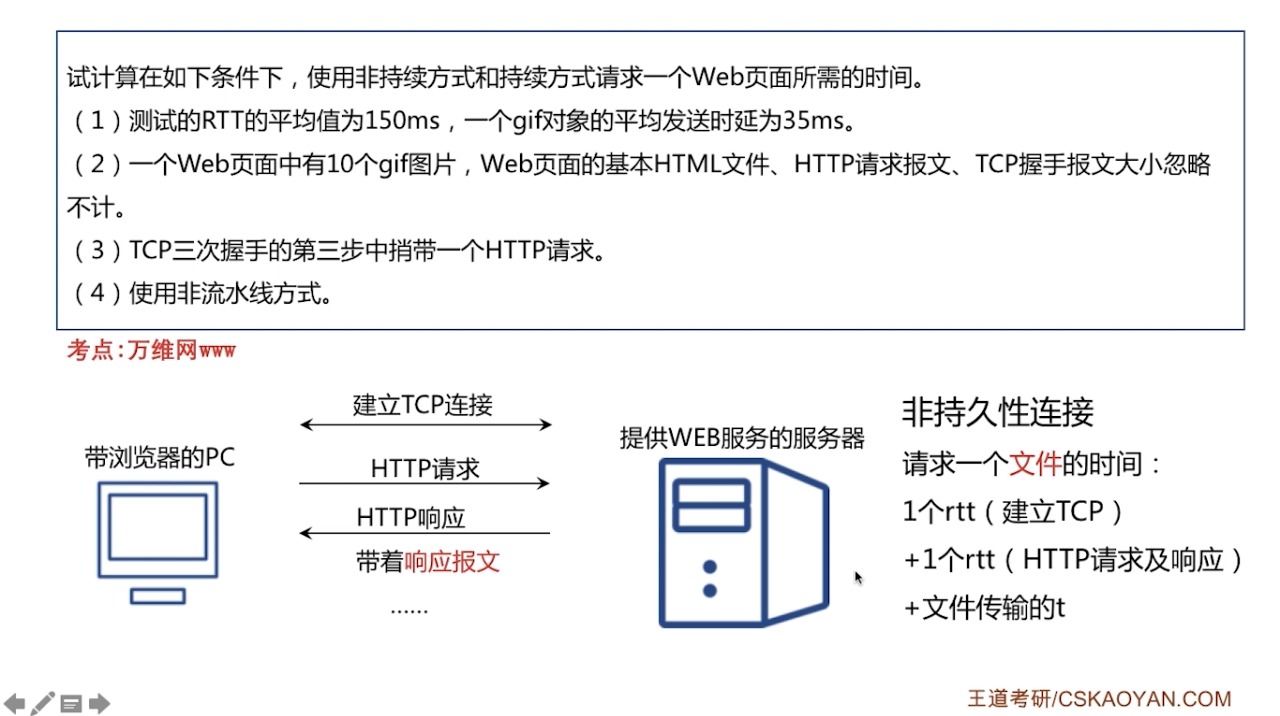 试计算在如下条件下，使用非持续方式和持续方式请求一个Web页面所需的时间。
（1）测试的RTT的平均值为150ms，一个gif对象的平均发送时延为35ms。
（2）一个Web页面中有10个gif图片，Web页面的基本HTML文件、HTTP请求报文、TCP握手报文大小忽略
不计。
（3）TCP三次握手的第三步中捎带一个HTTP请求。
（4）使用非流水线方式。
考点:万维网www
带浏览器的PC
建立TCP连接
HTTP请求
HTTP响应
带着响应报文
......
提供WEB服务的服务器
非持久性连接
请求一个文件的时间：
1个rtt（建立TCP）
+1个rtt（HTTP请求及响应）
+文件传输的t
王道考研/CSKAOYAN.COM